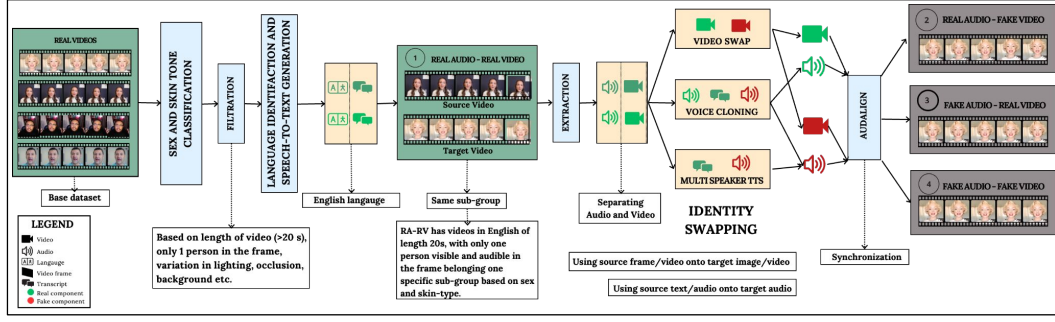 REAL VIDEOS
Base dataset
LEGEND
Video
Audio
Langauge
Video frame
Transcript
Real component
Fake component
SEX AND SKIN TONE
CLASSIFICATION
FILTRATION
Based on length of video (>20 s),
only 1 person in the frame,
variation in lighting, occlusion,
background etc.
LANGUAGE IDENTIFACTION AND
SPEECH-TO-TEXT GENERATION
English langauge
1
REAL AUDIO-REAL VIDEO
Source Video
Target Video
Same sub-group
RA-RV has videos in English of
length 20s, with only one
person visible and audible in
the frame belonging one
specific sub-group based on sex
and skin-type.
EXTRACTION
Separating
Audio and Video
VIDEO SWAP
VOICE CLONING
MULTI SPEAKER TTS
IDENTITY
SWAPPING
Using source frame/video onto target image/video
Using source text/audio onto target audio
AUDALIGN
Synchronization
2
REAL AUDIO-FAKE VIDEO
3
FAKE AUDIO-REAL VIDEO
4
FAKE AUDIO-FAKE VIDEO